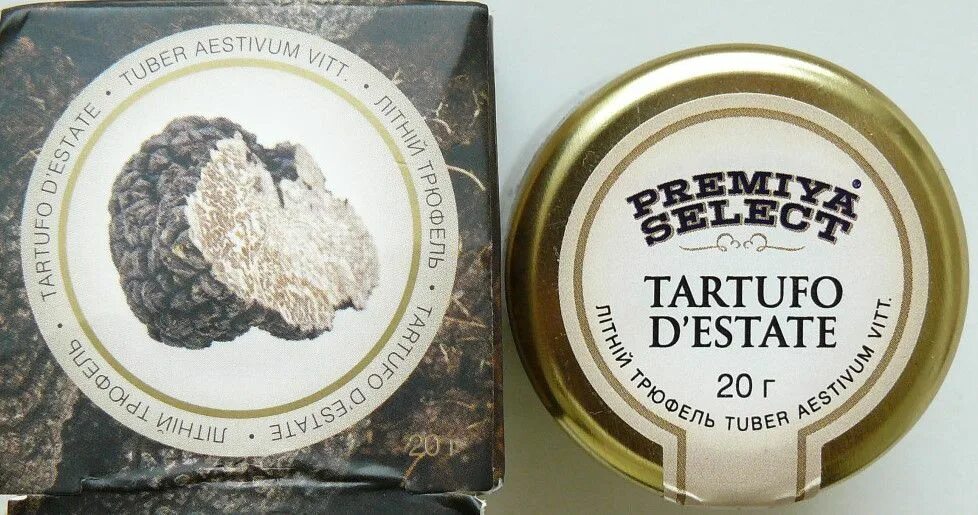 TARTUFO D'ESTATE • TUBER AESTIVUM VITT. • ЛІТНІЙ ТРЮФЕЛЬ • TARTUFO D'ESTATE • ЛІТНІЙ ТРЮФЕЛЬ •
20 г
PREMIYA®
SELECT
TARTUFO
D'ESTATE
20 г
ЛІТНІЙ ТРЮФЕЛЬ TUBER AESTIVUM VITT.